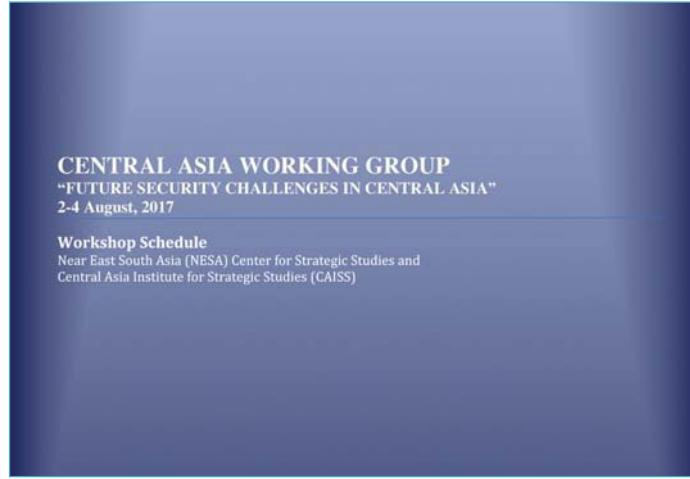 CENTRAL ASIA WORKING GROUP
“FUTURE SECURITY CHALLENGES IN CENTRAL ASIA”
2-4 August, 2017
Workshop Schedule
Near East South Asia (NESA) Center for Strategic Studies and
Central Asia Institute for Strategic Studies (CAISS)